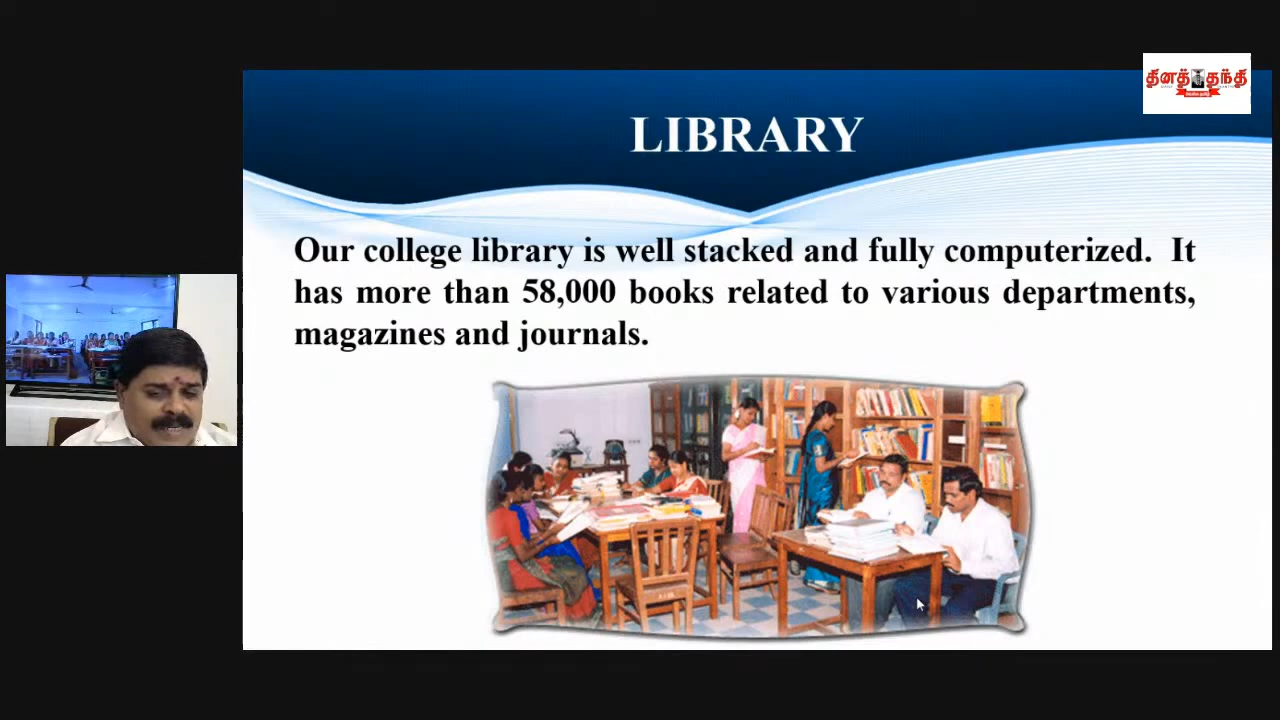 தினத்தந்தி
LIBRARY
Our college library is well stacked and fully computerized. It
has more than 58,000 books related to various departments,
magazines and journals.